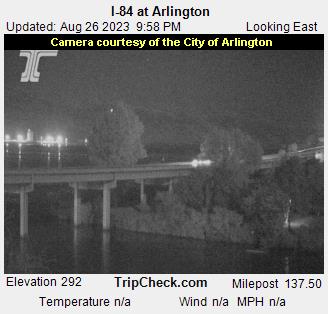 I-84 at Arlington
Updated: Aug 26 2023 9:58 PM Looking East
Camera courtesy of the City of Arlington
Elevation 292 TripCheck.com Milepost 137.50
Temperature n/a Wind n/a MPH n/a